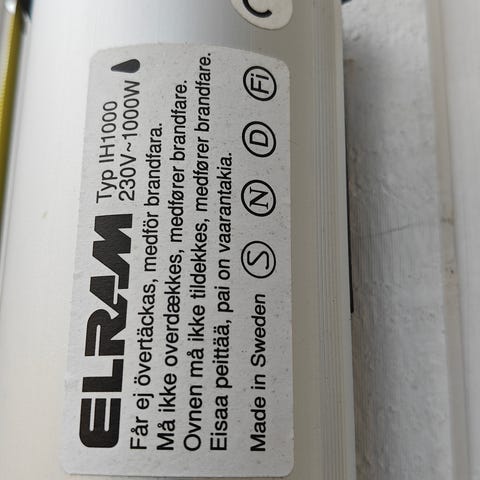 ELRAM Typ IH1000
230V~1000W
Får ej övertäckas, medför brandfara.
Må ikke overdækkes, medfører brandfare.
Ovnen må ikke tildekkes, medfører brandfare.
Eisaa peittää, pai on vaarantakia.
Made in Sweden S N D Fi